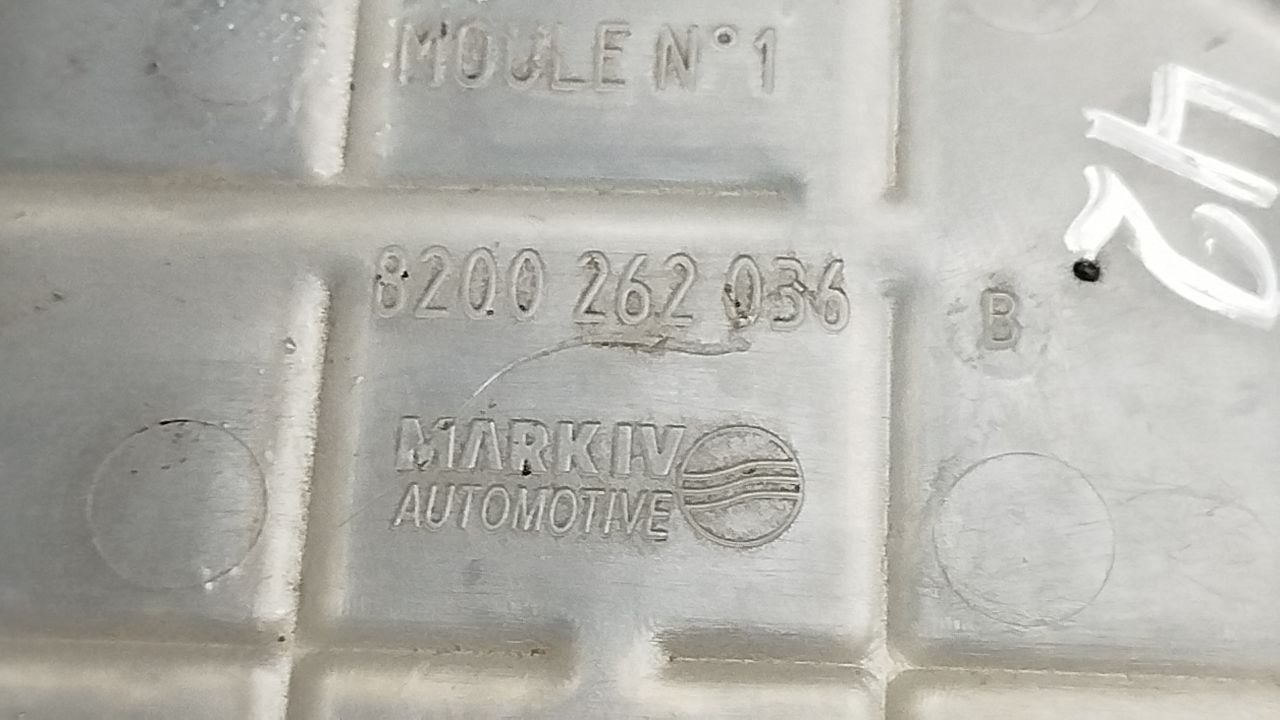 MOULE N°1
8200 262 036
B
MARK IV
AUTOMOTIVE